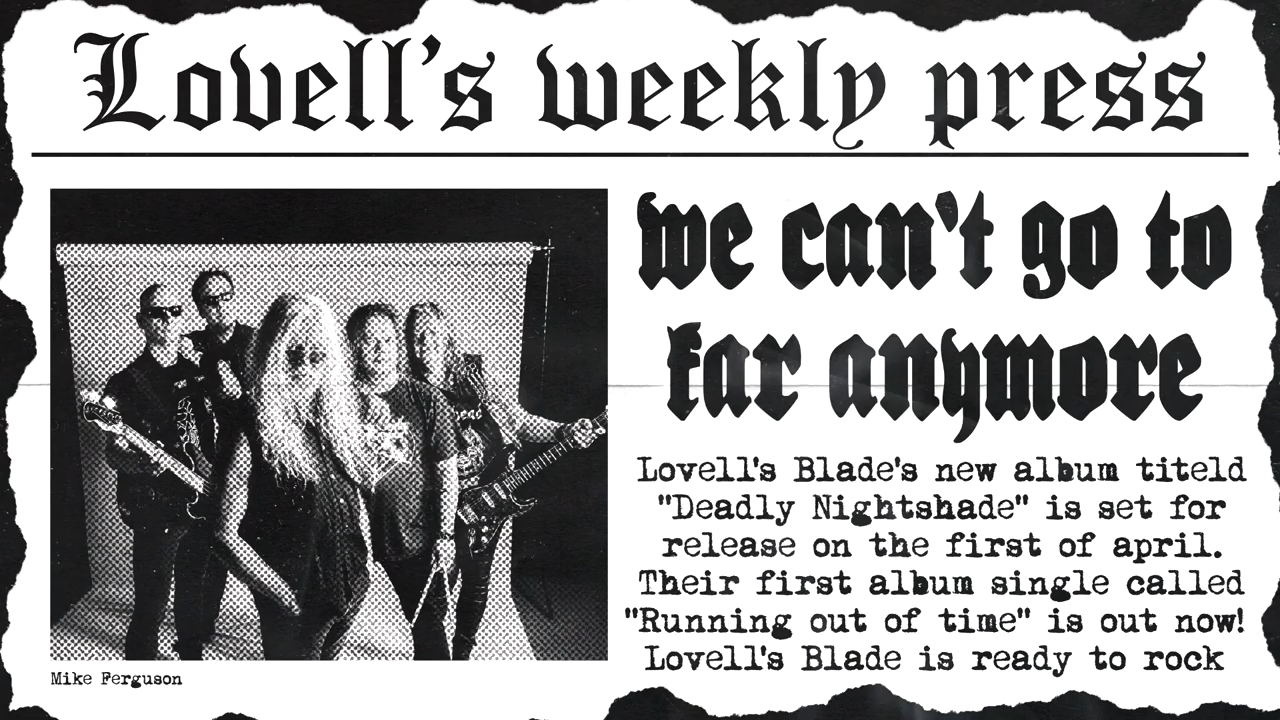 Lovell's weekly press
we can't go to
far anymore
Lovell's Blade's new album titeld
"Deadly Nightshade" is set for
release on the first of april.
Their first album single called
"Running out of time" is out now!
Lovell's Blade is ready to rock
Mike Ferguson